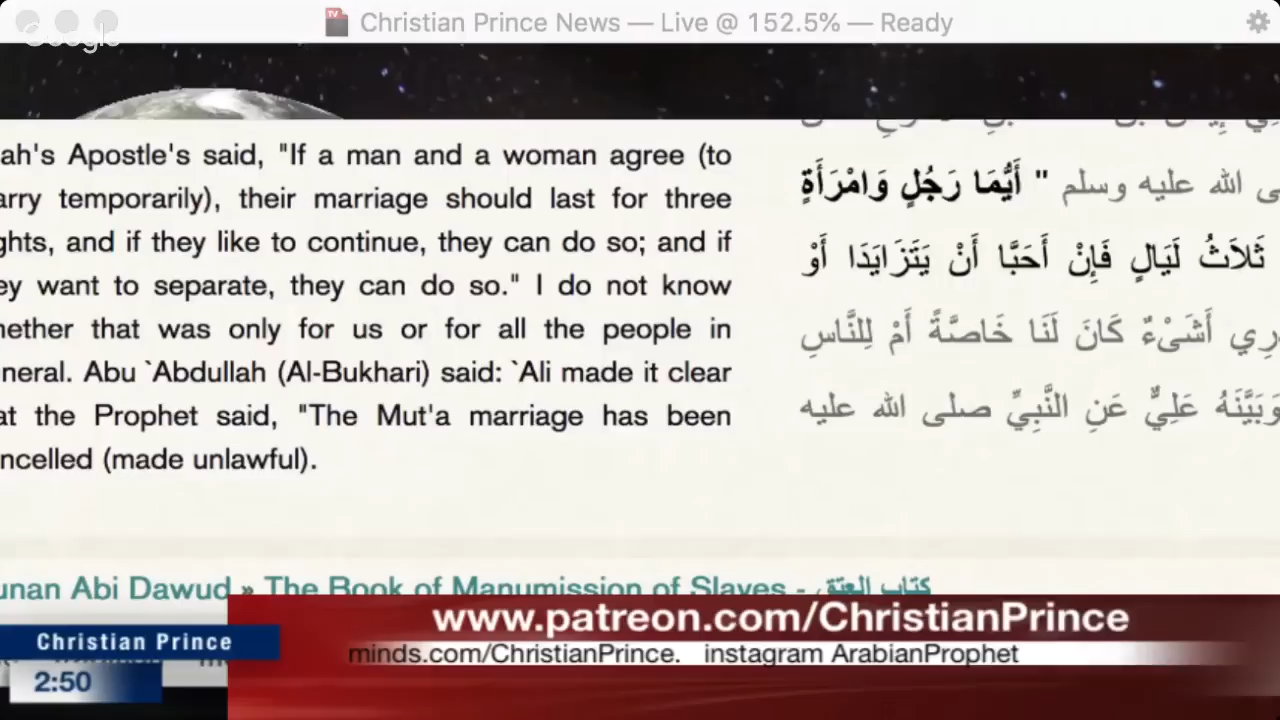 Christian Prince News — Live @ 152.5% — Ready
Google
ah's Apostle's said, "If a man and a woman agree (to
arry temporarily), their marriage should last for three
ghts, and if they like to continue, they can do so; and if
ey want to separate, they can do so." I do not know
hether that was only for us or for all the people in
neral. Abu `Abdullah (Al-Bukhari) said: `Ali made it clear
at the Prophet said, "The Mut'a marriage has been
ncelled (made unlawful).
ى الله عليه وسلم " أَيُّمَا رَجُلٍ وَامْرَأَةٍ
ثَلاَثُ لَيَالٍ فَإِنْ أَحَبَّا أَنْ يَتَزَايَدَا أَوْ
رِي أَشَىْءٌ كَانَ لَنَا خَاصَّةً أَمْ لِلنَّاسِ
وَبَيَّنَهُ عَلِيٌّ عَنِ النَّبِيِّ صلى الله عليه
unan Abi Dawud » The Book of Manumission of Slaves - كتاب العتق
www.patreon.com/ChristianPrince
Christian Prince
minds.com/ChristianPrince. instagram ArabianProphet
2:50